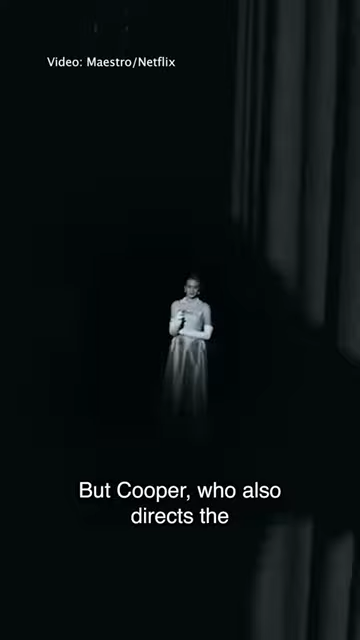 Video: Maestro/Netflix
But Cooper, who also
directs the